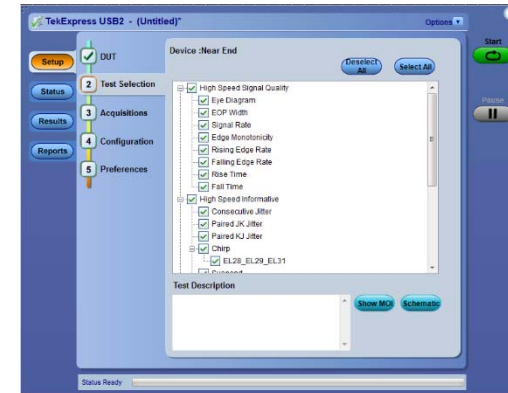 TekExpress USB2 - (Untitled)*
Options
Start
Setup
DUT
Device :Near End
Deselect All
Select All
Status
2 Test Selection
High Speed Signal Quality
Eye Diagram
EOP Width
Signal Rate
Edge Monotonicity
Rising Edge Rate
Falling Edge Rate
Rise Time
Fall Time
High Speed Informative
Consecutive Jitter
Paired JK Jitter
Paired KJ Jitter
Chirp
EL28_EL29_EL31
Suspend
Pause
Results
3 Acquisitions
Reports
4 Configuration
5 Preferences
Test Description
Show MOI
Schematic
Status Ready